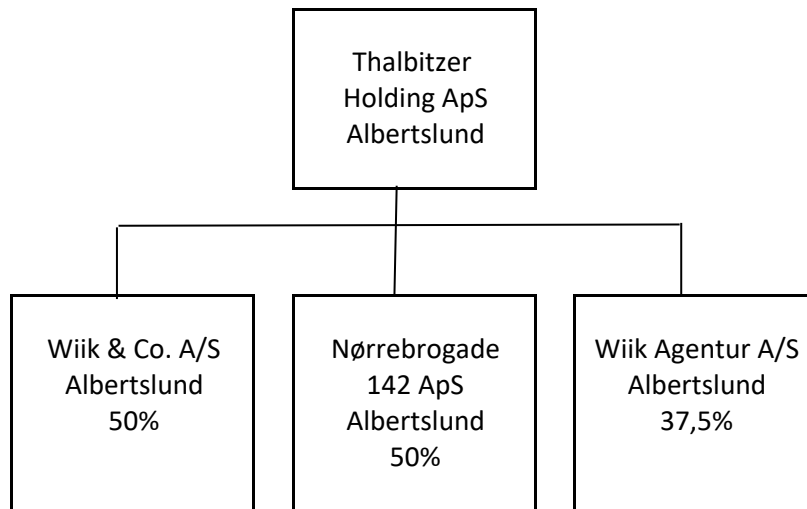 Thalbitzer
Holding ApS
Albertslund
Wiik & Co. A/S
Albertslund
50%
Nørrebrogade
142 ApS
Albertslund
50%
Wiik Agentur A/S
Albertslund
37,5%